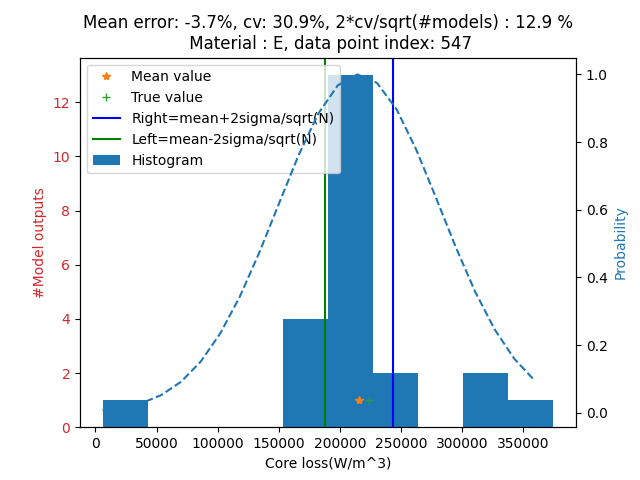 Mean error: -3.7%, cv: 30.9%, 2*cv/sqrt(#models) : 12.9 %
Material : E, data point index: 547
Mean value
True value
Right=mean+2sigma/sqrt(N)
Left=mean-2sigma/sqrt(N)
Histogram
#Model outputs
0
2
4
6
8
10
12
Probability
0.0
0.2
0.4
0.6
0.8
1.0
0 50000 100000 150000 200000 250000 300000 350000
Core loss(W/m^3)